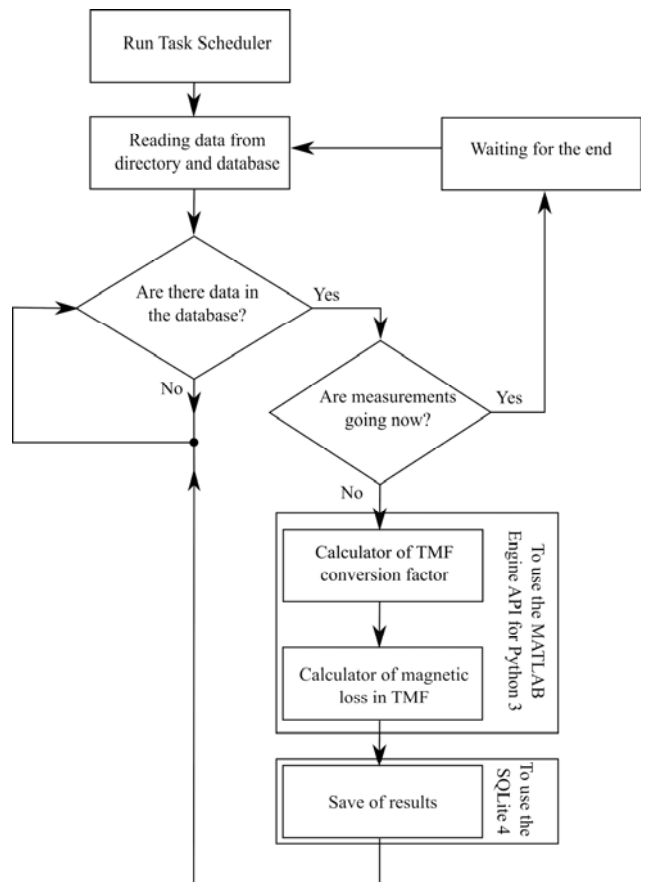 Run Task Scheduler
Reading data from
directory and database
Waiting for the end
Are there data in
the database?
Yes
No
Are measurements
going now?
Yes
No
Calculator of TMF
conversion factor
Calculator of magnetic
loss in TMF
To use the MATLAB
Engine API for Python 3
Save of results
To use the
SQLite 4